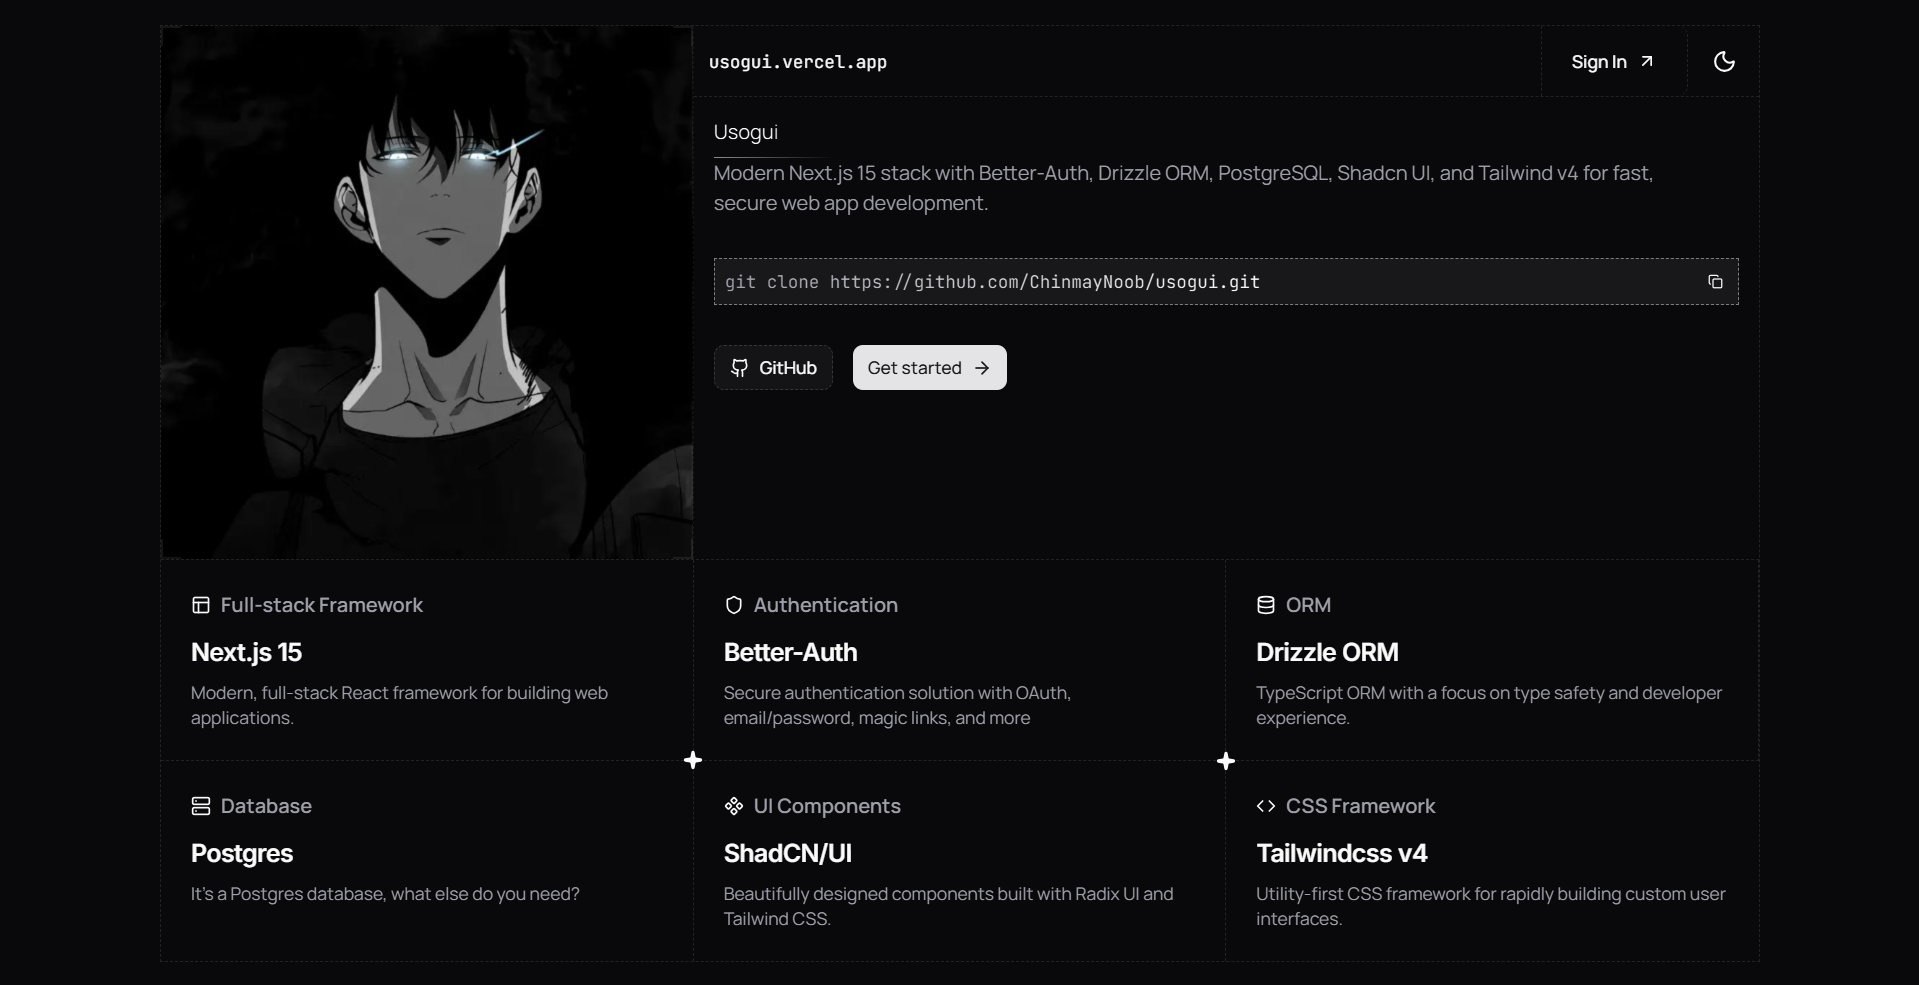 usogui.vercel.app
Sign In
Usogui
Modern Next.js 15 stack with Better-Auth, Drizzle ORM, PostgreSQL, Shadcn UI, and Tailwind v4 for fast,
secure web app development.
git clone https://github.com/ChinmayNoob/usogui.git
GitHub
Get started
Full-stack Framework
Next.js 15
Modern, full-stack React framework for building web
applications.
Authentication
Better-Auth
Secure authentication solution with OAuth,
email/password, magic links, and more
ORM
Drizzle ORM
TypeScript ORM with a focus on type safety and developer
experience.
Database
Postgres
It's a Postgres database, what else do you need?
UI Components
ShadCN/UI
Beautifully designed components built with Radix UI and
Tailwind CSS.
CSS Framework
Tailwindcss v4
Utility-first CSS framework for rapidly building custom user
interfaces.